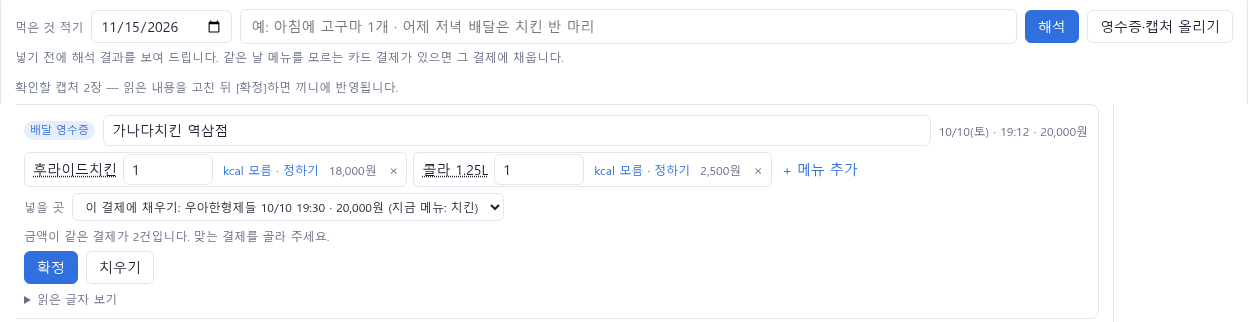 먹은 것 적기 11/15/2026 예: 아침에 고구마 1개 · 어제 저녁 배달은 치킨 반 마리 해석 영수증·캡처 올리기
넣기 전에 해석 결과를 보여 드립니다. 같은 날 메뉴를 모르는 카드 결제가 있으면 그 결제에 채웁니다.
확인할 캡처 2장 — 읽은 내용을 고친 뒤 [확정]하면 끼니에 반영됩니다.
배달 영수증 가나다치킨 역삼점 10/10(토) · 19:12 · 20,000원
후라이드치킨 1 kcal 모름 · 정하기 18,000원 × 콜라 1.25L 1 kcal 모름 · 정하기 2,500원 × + 메뉴 추가
넣을 곳 이 결제에 채우기: 우아한형제들 10/10 19:30 · 20,000원 (지금 메뉴: 치킨)
금액이 같은 결제가 2건입니다. 맞는 결제를 골라 주세요.
확정 치우기
▶ 읽은 글자 보기